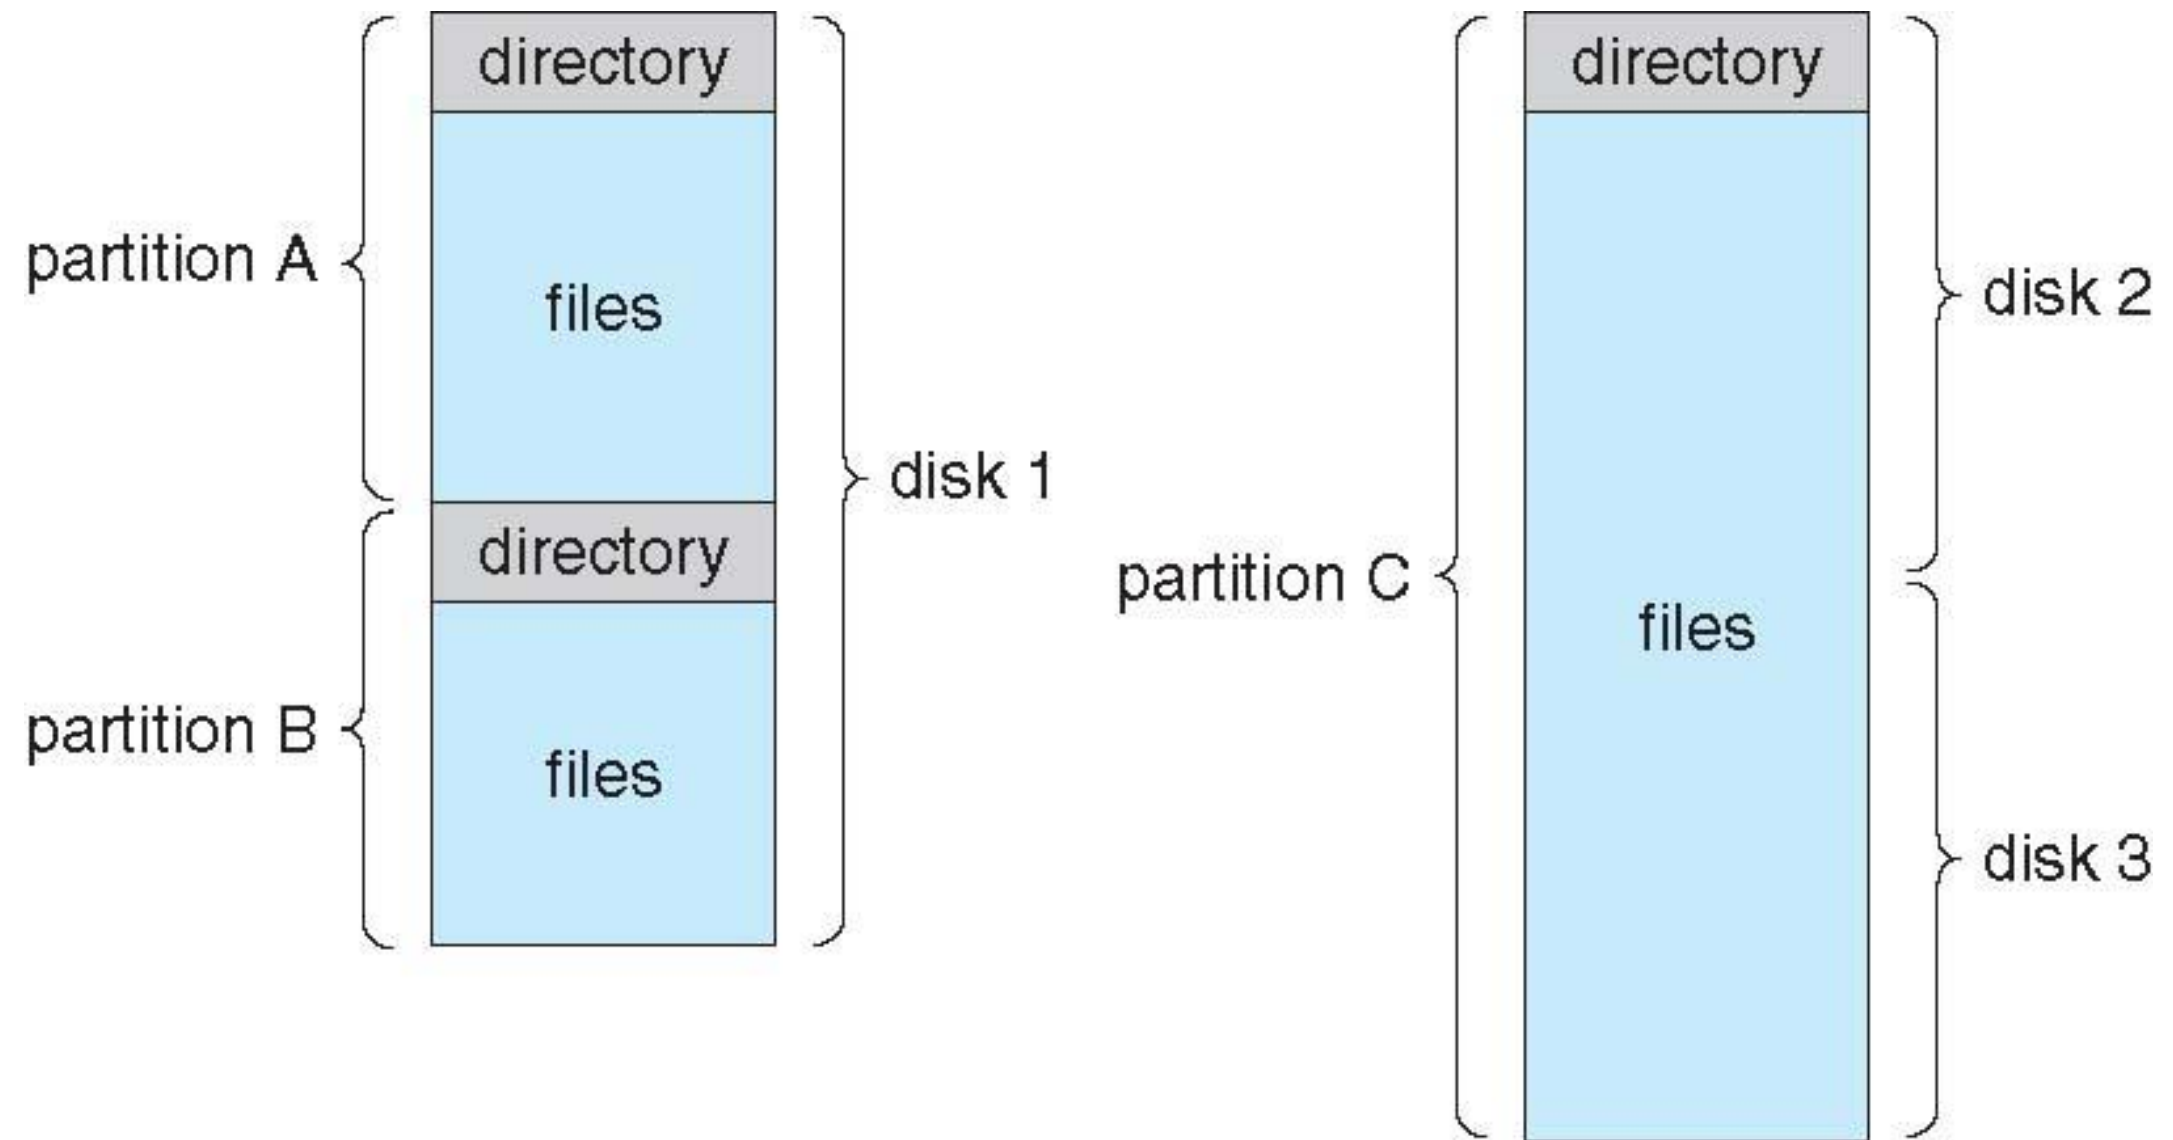 directory
partition A
files
disk 1
directory
partition B
files
directory
disk 2
partition C
files
disk 3